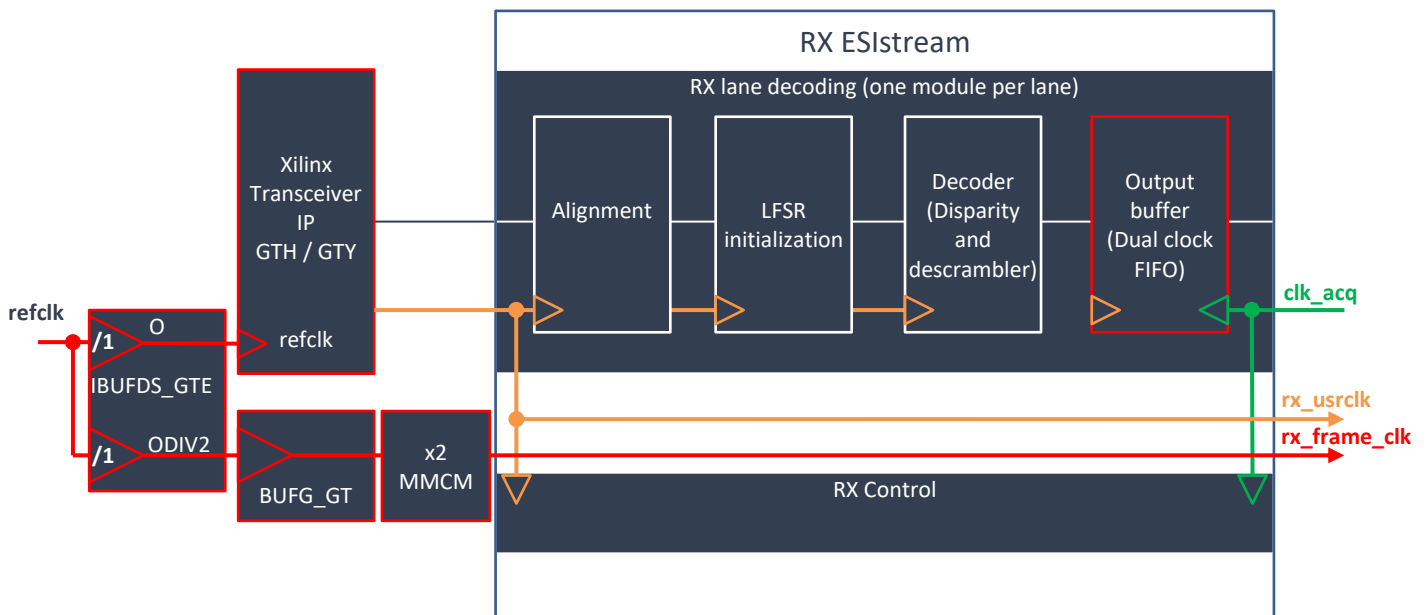 RX ESIstream
RX lane decoding (one module per lane)
Xilinx
Transceiver
IP
GTH / GTY
refclk
Alignment
LFSR
initialization
Decoder
(Disparity
and
descrambler)
Output
buffer
(Dual clock
FIFO)
clk_acq
refclk
O
/1
IBUFDS_GTE
ODIV2
/1
BUFG_GT
x2
MMCM
rx_usrclk
rx_frame_clk
RX Control